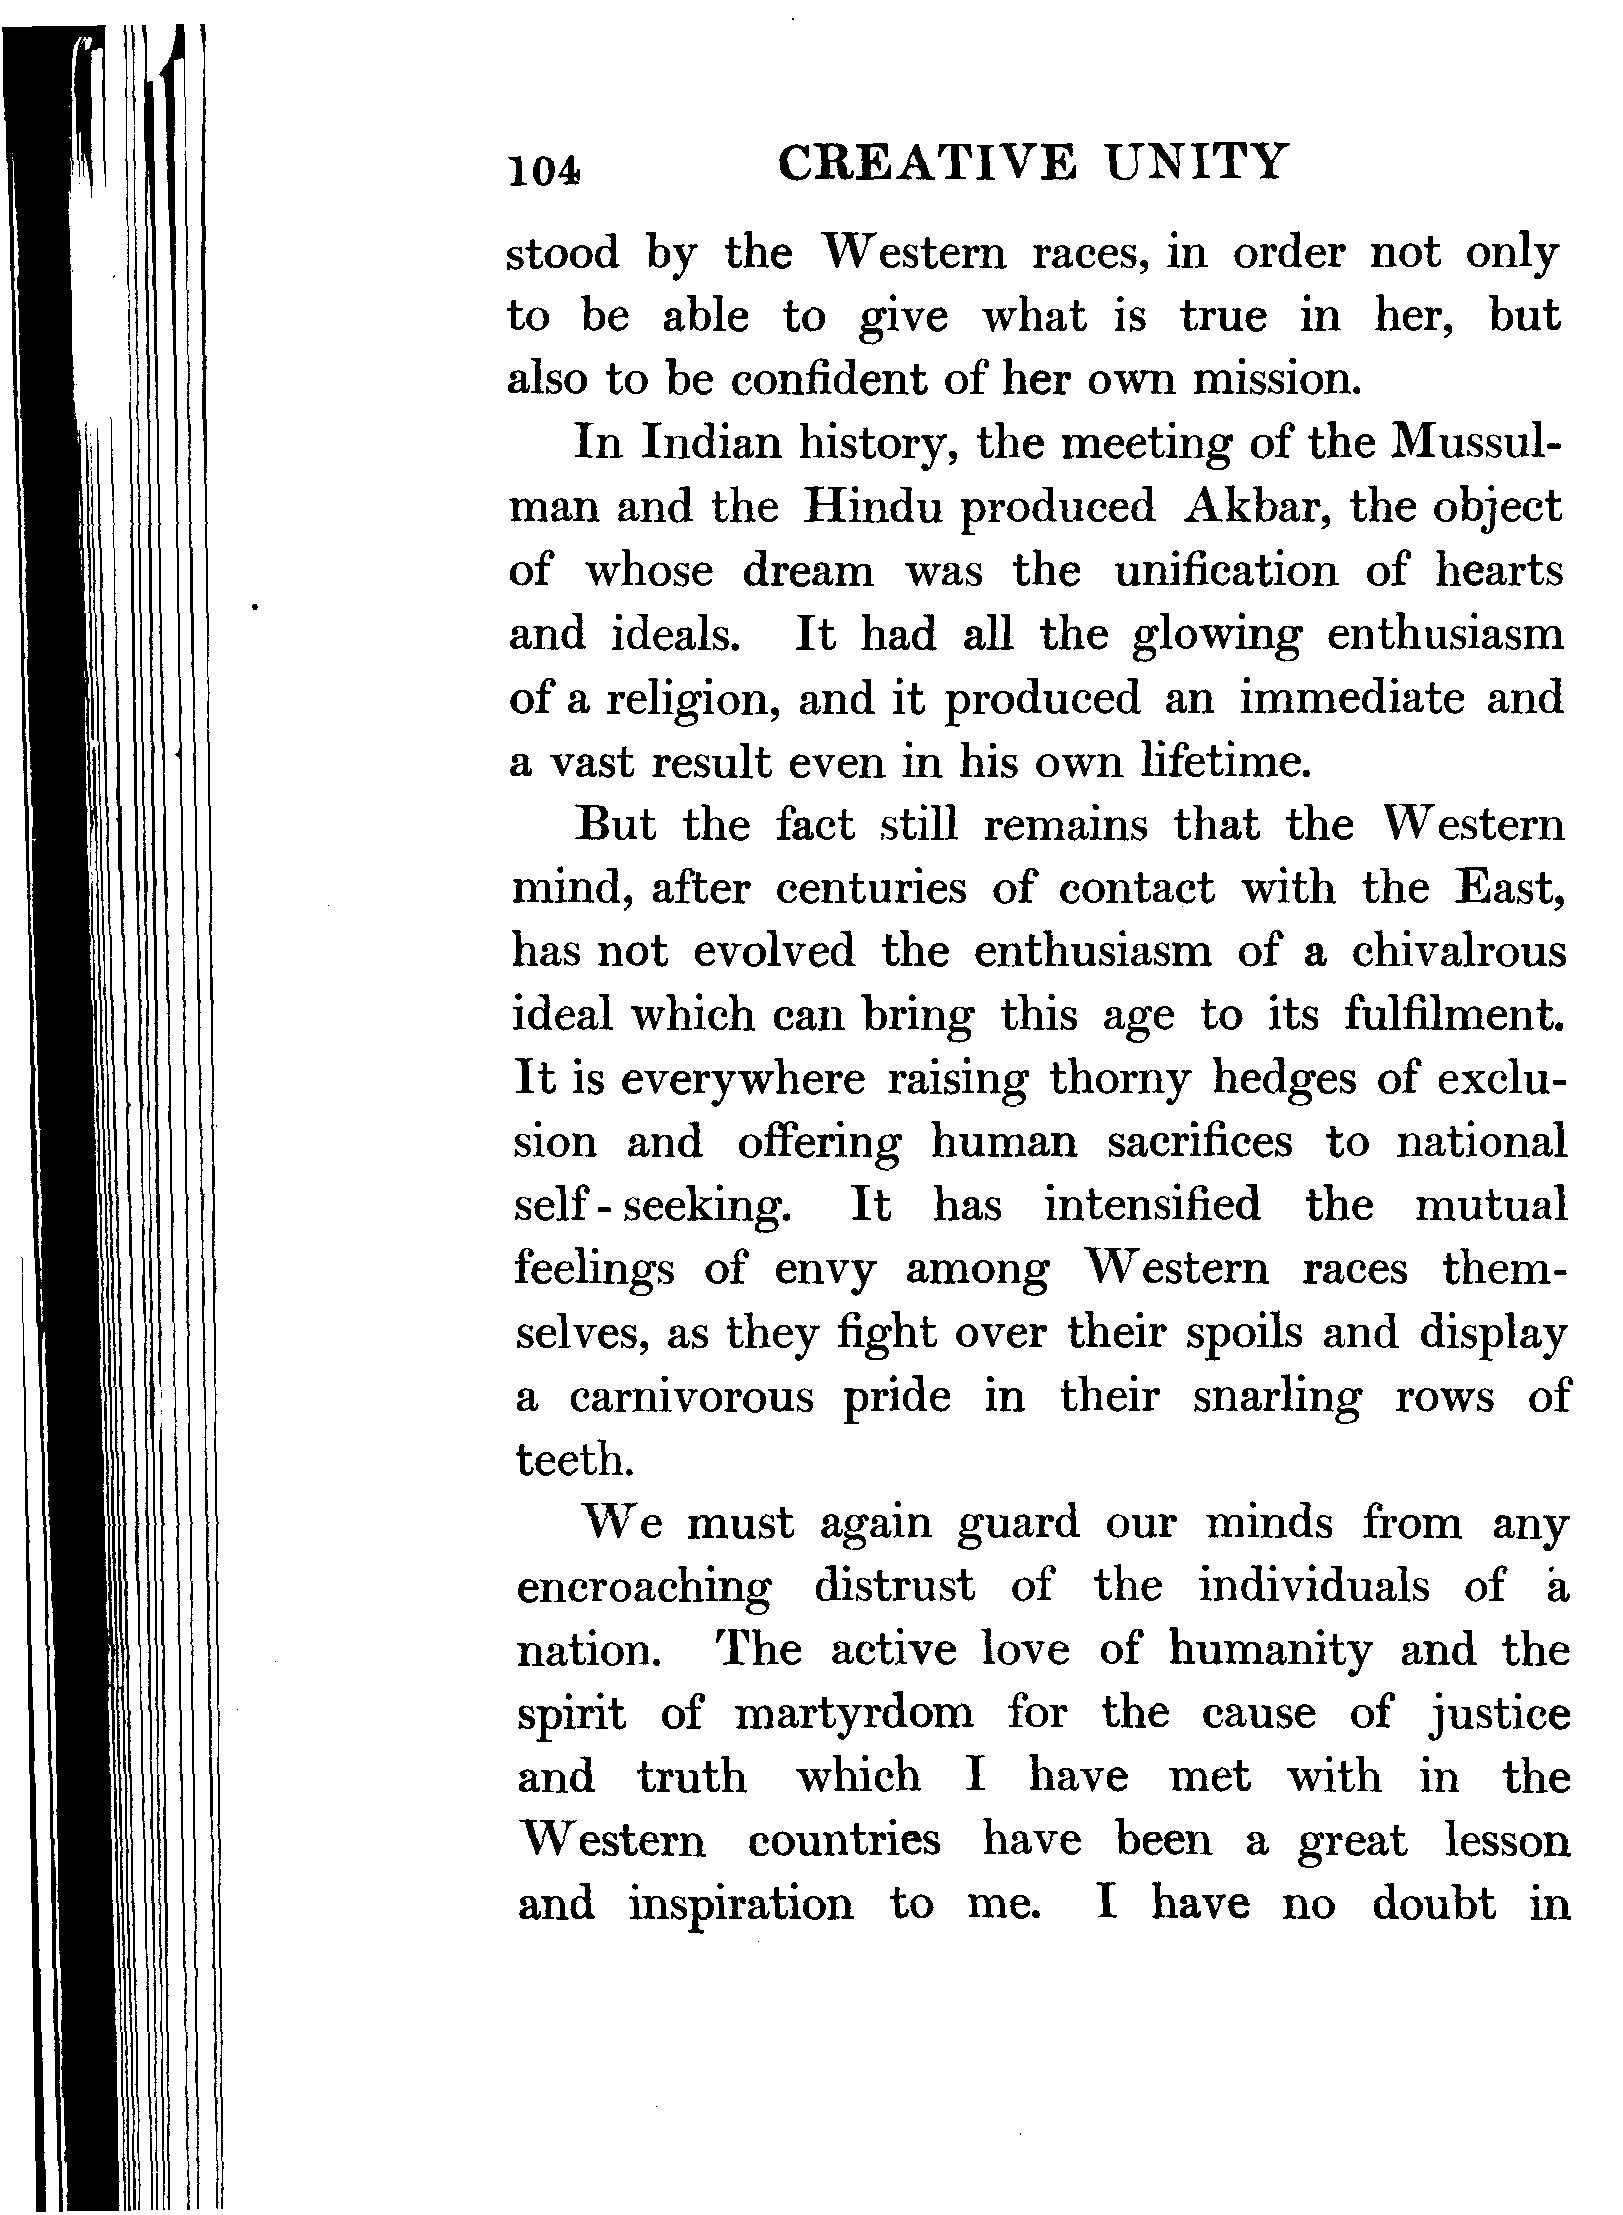 104 CREATIVE UNITY
stood by the Western races, in order not only
to be able to give what is true in her, but
also to be confident of her own mission.
In Indian history, the meeting of the Mussul-
man and the Hindu produced Akbar, the object
of whose dream was the unification of hearts
and ideals. It had all the glowing enthusiasm
of a religion, and it produced an immediate and
a vast result even in his own lifetime.
But the fact still remains that the Western
mind, after centuries of contact with the East,
has not evolved the enthusiasm of a chivalrous
ideal which can bring this age to its fulfilment.
It is everywhere raising thorny hedges of exclu-
sion and offering human sacrifices to national
self-seeking. It has intensified the mutual
feelings of envy among Western races them-
selves, as they fight over their spoils and display
a carnivorous pride in their snarling rows of
teeth.
We must again guard our minds from any
encroaching distrust of the individuals of a
nation. The active love of humanity and the
spirit of martyrdom for the cause of justice
and truth which I have met with in the
Western countries have been a great lesson
and inspiration to me. I have no doubt in